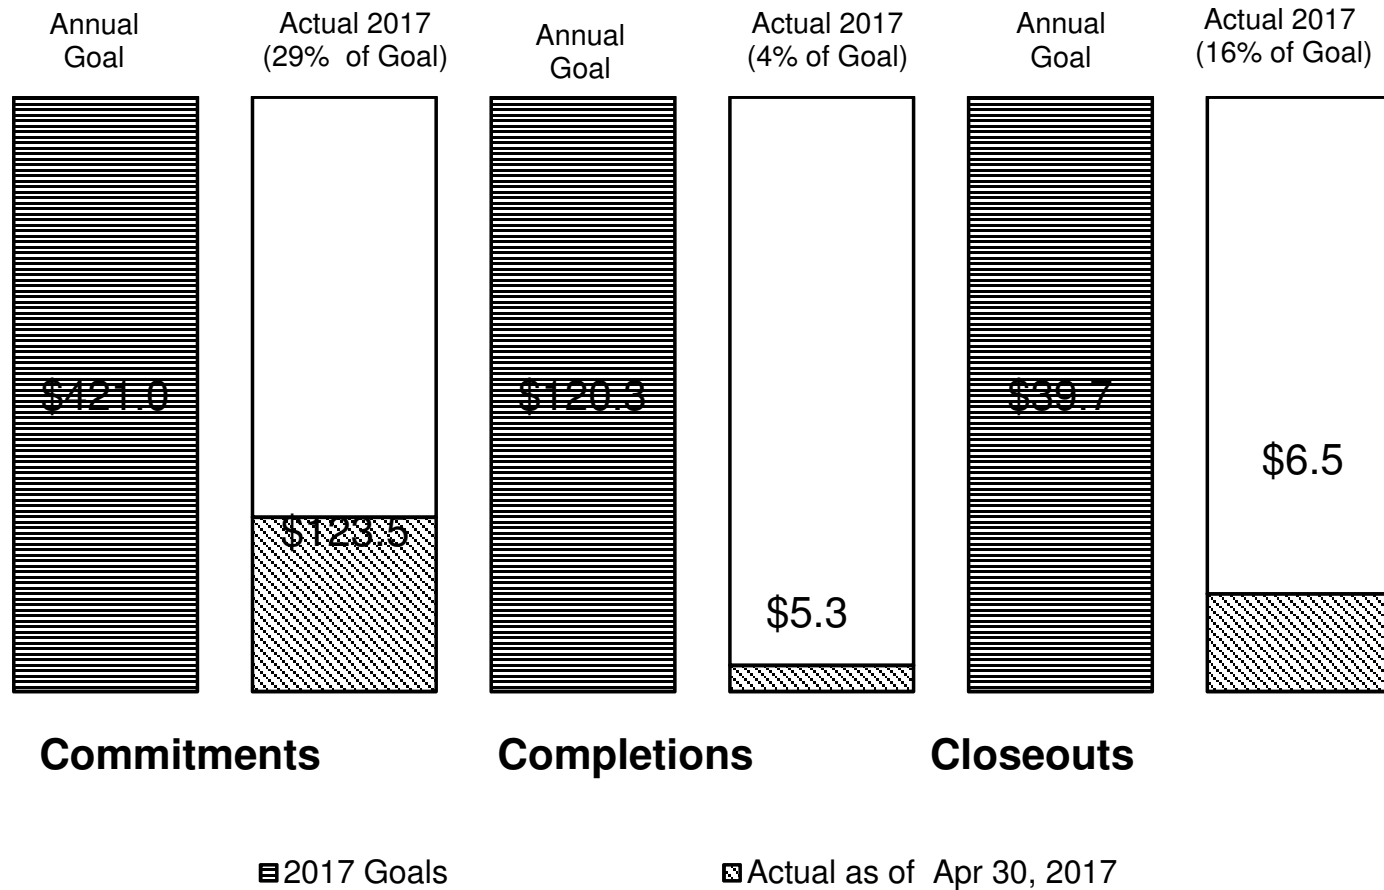 Annual
Goal
Actual 2017
(29%  of Goal)
Annual
Goal
Actual 2017
(4% of Goal)
Annual
Goal
Actual 2017
(16% of Goal)
$421.0
$123.5
$120.3
$5.3
$39.7
$6.5
Commitments
Completions
Closeouts
2017 Goals
Actual as of  Apr 30, 2017